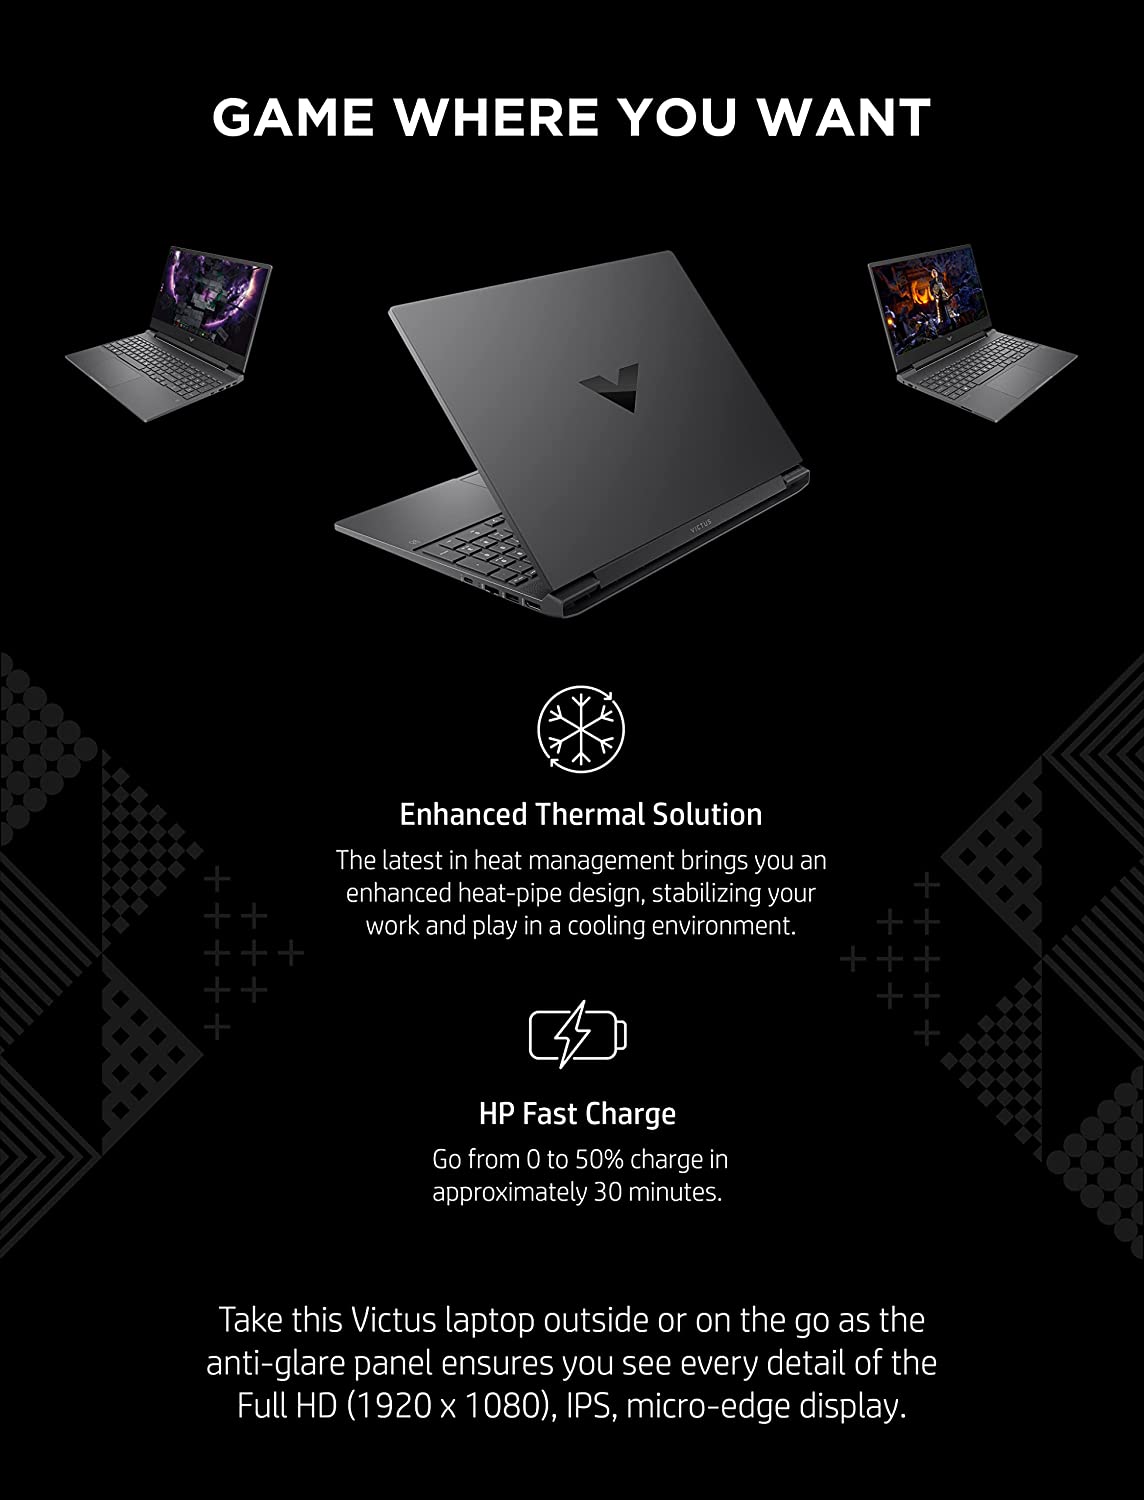 GAME WHERE YOU WANT
VICTUS
Enhanced Thermal Solution
The latest in heat management brings you an
enhanced heat-pipe design, stabilizing your
work and play in a cooling environment.
HP Fast Charge
Go from 0 to 50% charge in
approximately 30 minutes.
Take this Victus laptop outside or on the go as the
anti-glare panel ensures you see every detail of the
Full HD (1920 x 1080), IPS, micro-edge display.